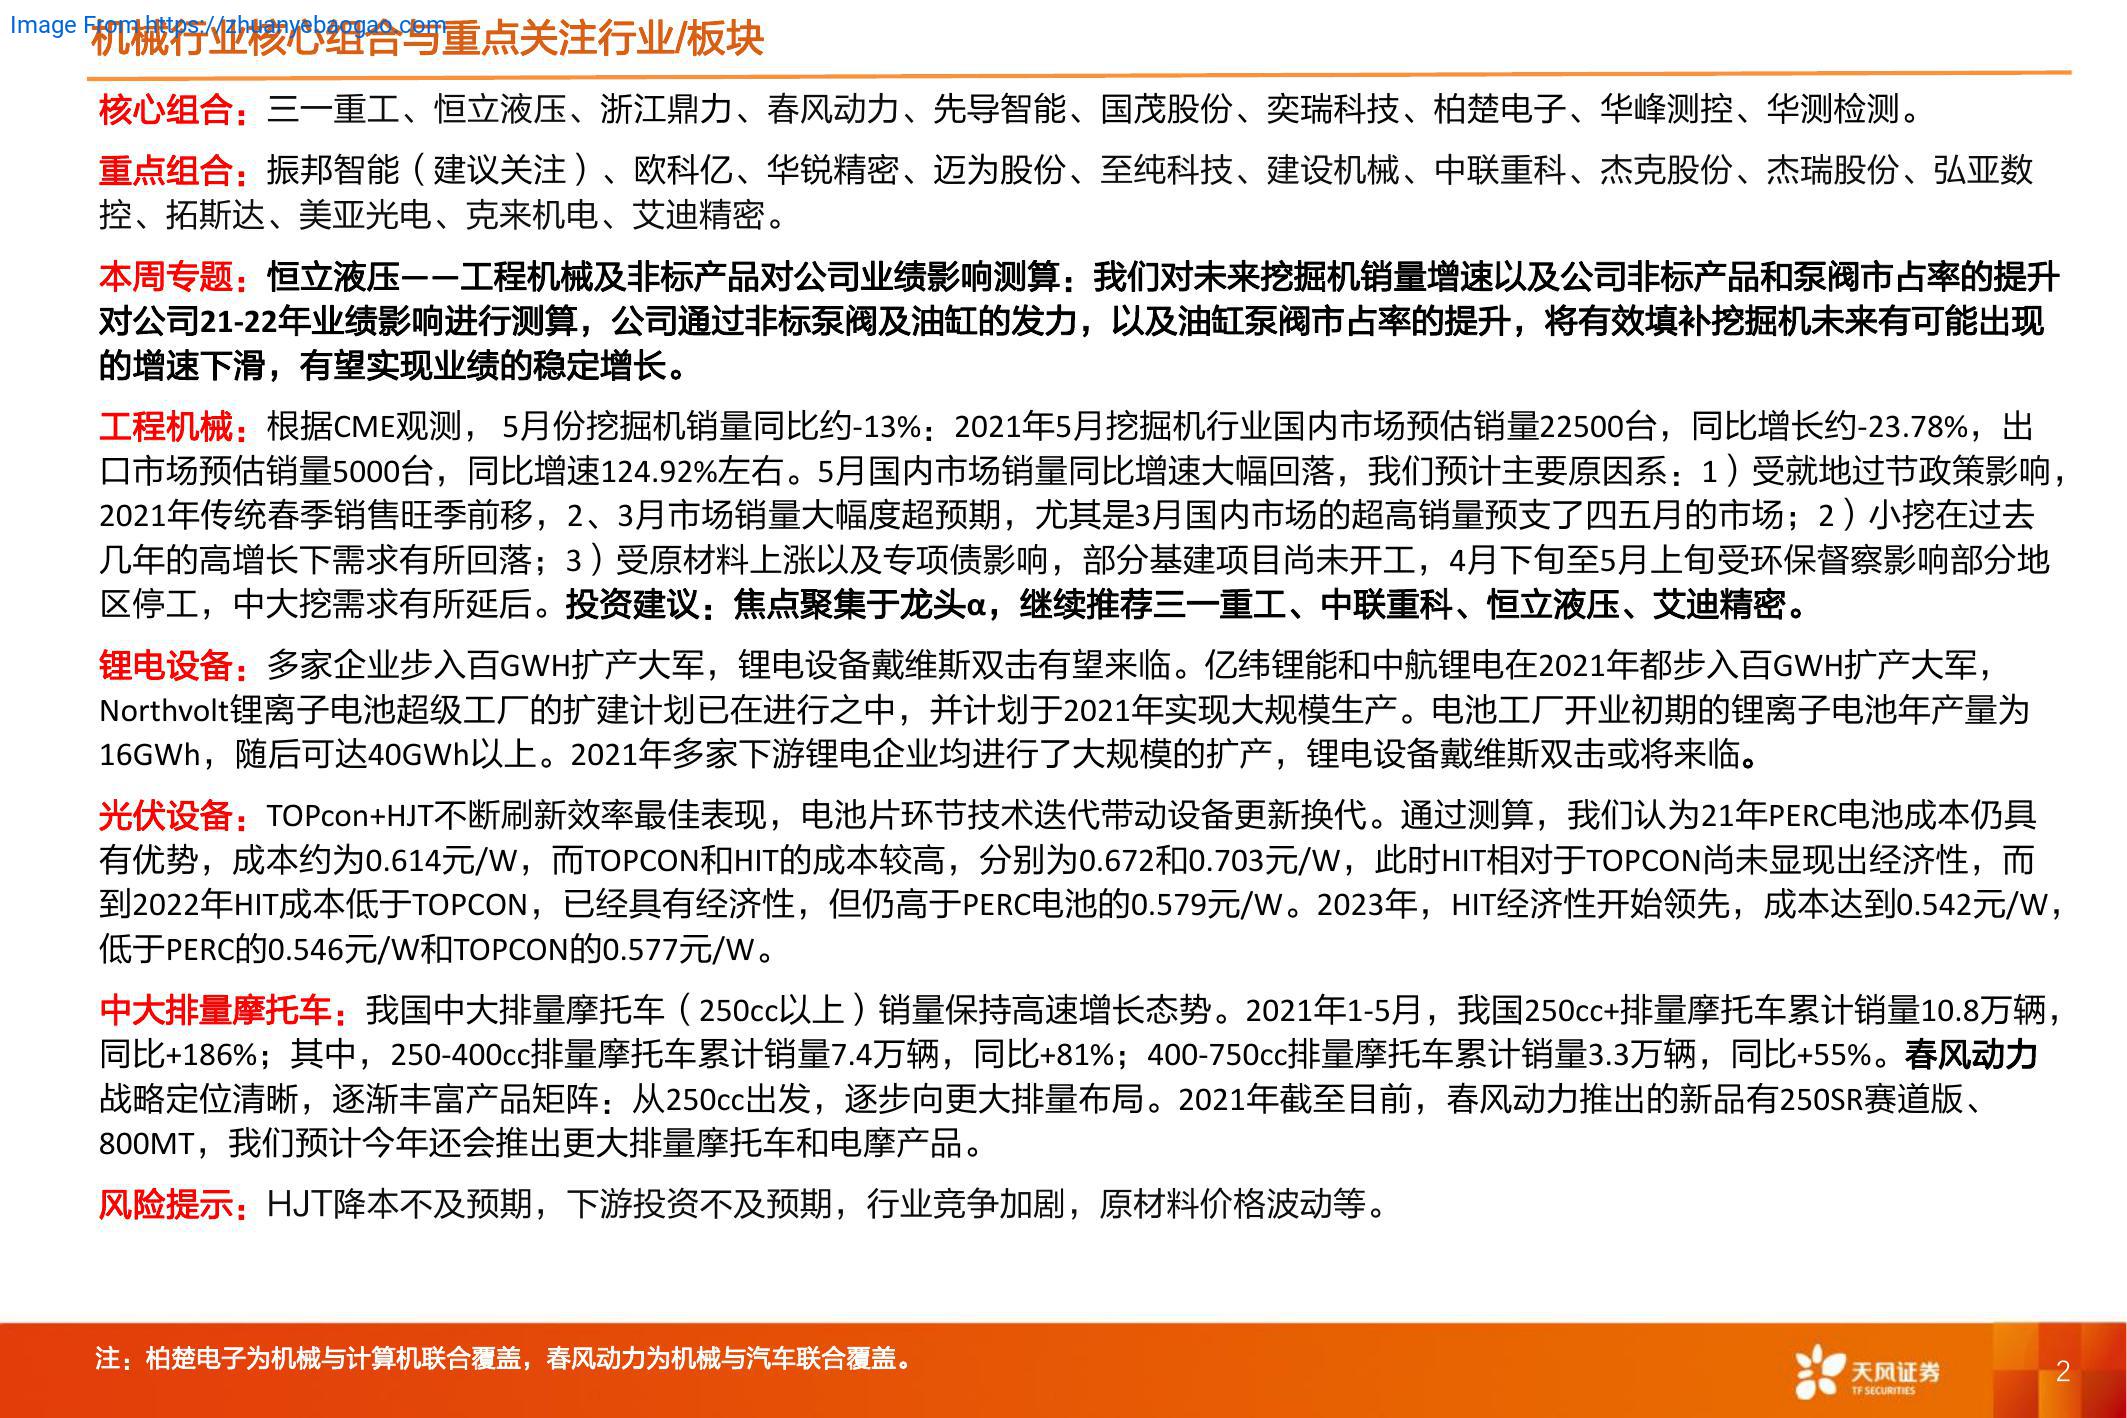 Image From https://zhuanyebaogao.com
机械行业核心组合与重点关注行业/板块
核心组合：三一重工、恒立液压、浙江鼎力、春风动力、先导智能、国茂股份、奕瑞科技、柏楚电子、华峰测控、华测检测。
重点组合：振邦智能（建议关注）、欧科亿、华锐精密、迈为股份、至纯科技、建设机械、中联重科、杰克股份、杰瑞股份、弘亚数
控、拓斯达、美亚光电、克来机电、艾迪精密。
本周专题：恒立液压——工程机械及非标产品对公司业绩影响测算：我们对未来挖掘机销量增速以及公司非标产品和泵阀市占率的提升
对公司21-22年业绩影响进行测算，公司通过非标泵阀及油缸的发力，以及油缸泵阀市占率的提升，将有效填补挖掘机未来有可能出现
的增速下滑，有望实现业绩的稳定增长。
工程机械：根据CME观测， 5月份挖掘机销量同比约-13%：2021年5月挖掘机行业国内市场预估销量22500台，同比增长约-23.78%，出
口市场预估销量5000台，同比增速124.92%左右。5月国内市场销量同比增速大幅回落，我们预计主要原因系：1）受就地过节政策影响，
2021年传统春季销售旺季前移，2、3月市场销量大幅度超预期，尤其是3月国内市场的超高销量预支了四五月的市场；2）小挖在过去
几年的高增长下需求有所回落；3）受原材料上涨以及专项债影响，部分基建项目尚未开工，4月下旬至5月上旬受环保督察影响部分地
区停工，中大挖需求有所延后。投资建议：焦点聚集于龙头α，继续推荐三一重工、中联重科、恒立液压、艾迪精密。
锂电设备：多家企业步入百GWH扩产大军，锂电设备戴维斯双击有望来临。亿纬锂能和中航锂电在2021年都步入百GWH扩产大军，
Northvolt锂离子电池超级工厂的扩建计划已在进行之中，并计划于2021年实现大规模生产。电池工厂开业初期的锂离子电池年产量为
16GWh，随后可达40GWh以上。2021年多家下游锂电企业均进行了大规模的扩产，锂电设备戴维斯双击或将来临。
光伏设备：TOPcon+HJT不断刷新效率最佳表现，电池片环节技术迭代带动设备更新换代。通过测算，我们认为21年PERC电池成本仍具
有优势，成本约为0.614元/W，而TOPCON和HIT的成本较高，分别为0.672和0.703元/W，此时HIT相对于TOPCON尚未显现出经济性，而
到2022年HIT成本低于TOPCON，已经具有经济性，但仍高于PERC电池的0.579元/W。2023年，HIT经济性开始领先，成本达到0.542元/W，
低于PERC的0.546元/W和TOPCON的0.577元/W。
中大排量摩托车：我国中大排量摩托车（250cc以上）销量保持高速增长态势。2021年1-5月，我国250cc+排量摩托车累计销量10.8万辆，
同比+186%；其中，250-400cc排量摩托车累计销量7.4万辆，同比+81%；400-750cc排量摩托车累计销量3.3万辆，同比+55%。春风动力
战略定位清晰，逐渐丰富产品矩阵：从250cc出发，逐步向更大排量布局。2021年截至目前，春风动力推出的新品有250SR赛道版、
800MT，我们预计今年还会推出更大排量摩托车和电摩产品。
风险提示：HJT降本不及预期，下游投资不及预期，行业竞争加剧，原材料价格波动等。
注：柏楚电子为机械与计算机联合覆盖，春风动力为机械与汽车联合覆盖。
天风证券
TF SECURITIES
2